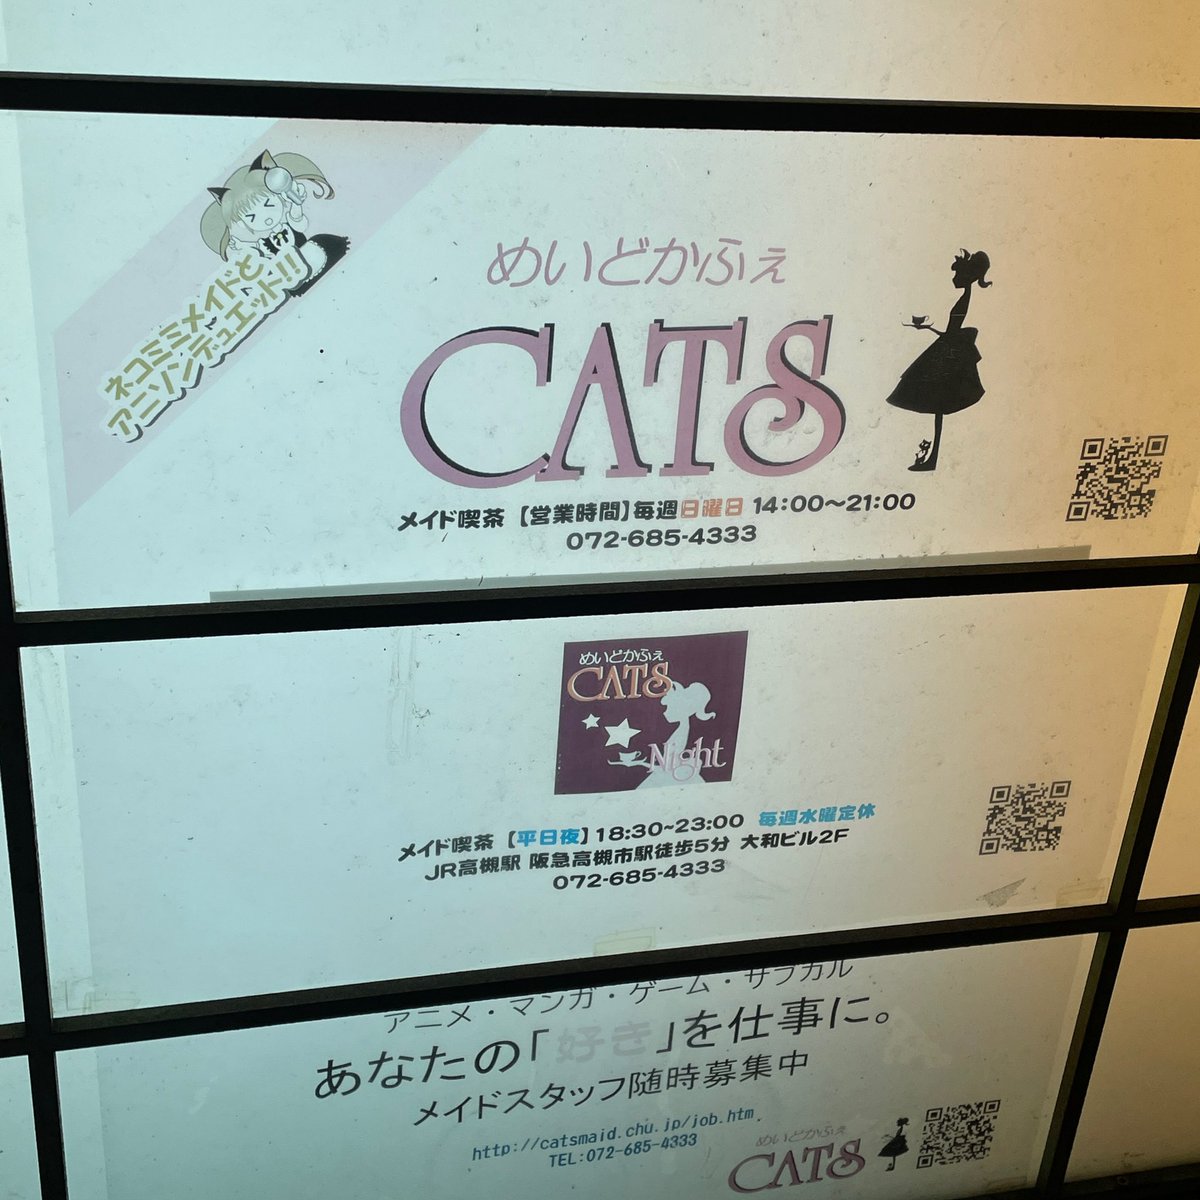 ネコミミメイドと
アニソンデュエット!!
めいどかふぇ
CATS
メイド喫茶 【営業時間】毎週日曜日 14:00〜21:00
072-685-4333
めいどかふぇ
CATS
Night
メイド喫茶 【平日夜】18:30~23:00 毎週水曜定休
JR高槻駅 阪急高槻市駅徒歩5分 大和ビル2F
072-685-4333
アニメ・マンガ・ゲーム・サブカル
あなたの「好き」を仕事に。
メイドスタッフ随時募集中
http://catsmaid.chu.jp/job.htm
TEL:072-685-4333
めいどかふぇ
CATS